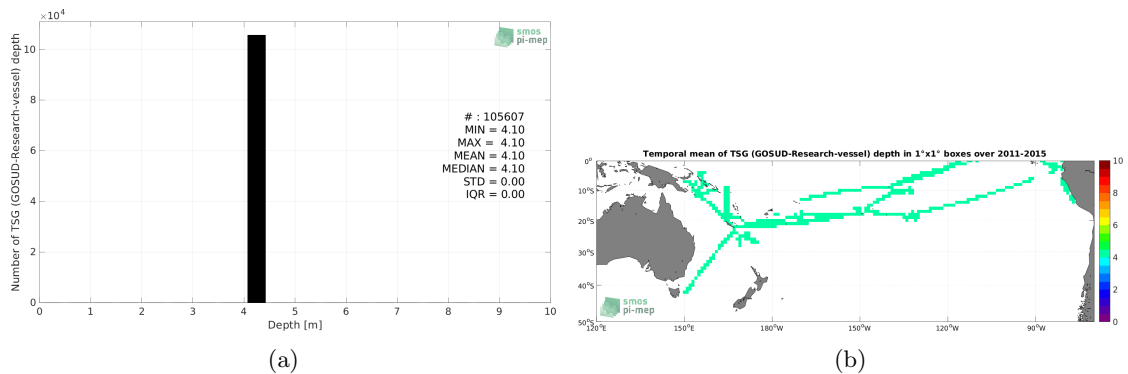 ×10⁴
10
8
6
4
2
0
Number of TSG (GOSUD-Research-vessel) depth
smos
pi-mep
# : 105607
MIN = 4.10
MAX = 4.10
MEAN = 4.10
MEDIAN = 4.10
STD = 0.00
IQR = 0.00
0 1 2 3 4 5 6 7 8 9 10
Depth [m]
(a)
Temporal mean of TSG (GOSUD-Research-vessel) depth in 1°x1° boxes over 2011-2015
0°
10°S
20°S
30°S
40°S
50°S
smos
pi-mep
120°E 150°E 180°W 150°W 120°W 90°W
10
8
6
4
2
0
(b)